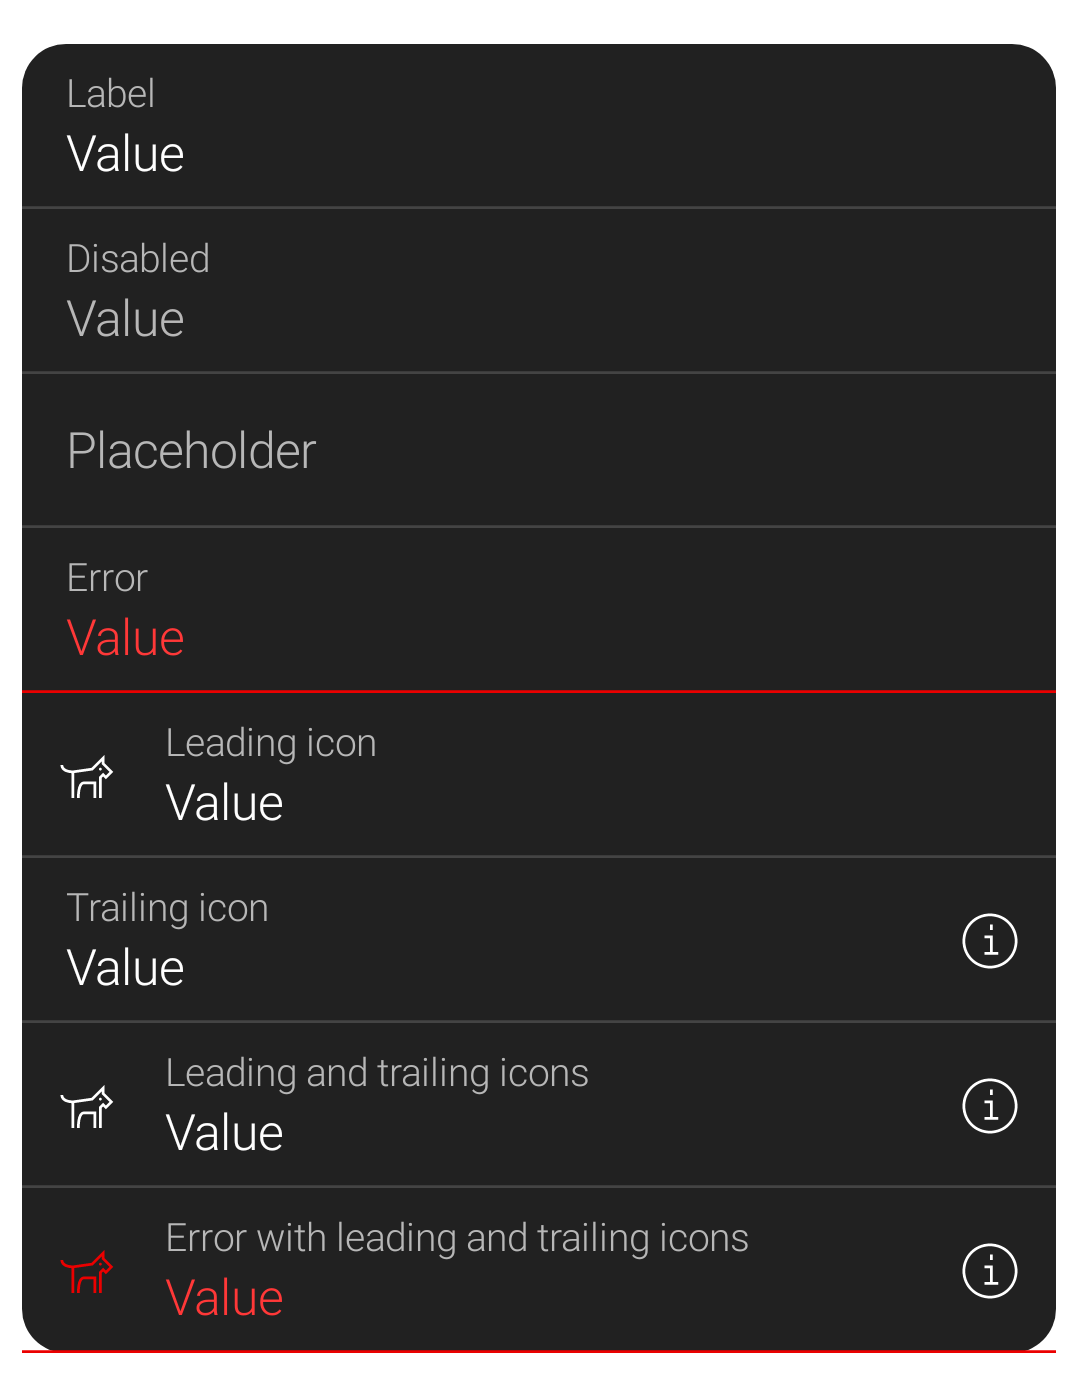 Label
Value
Disabled
Value
Placeholder
Error
Value
Leading icon
Value
Trailing icon
Value
Leading and trailing icons
Value
Error with leading and trailing icons
Value